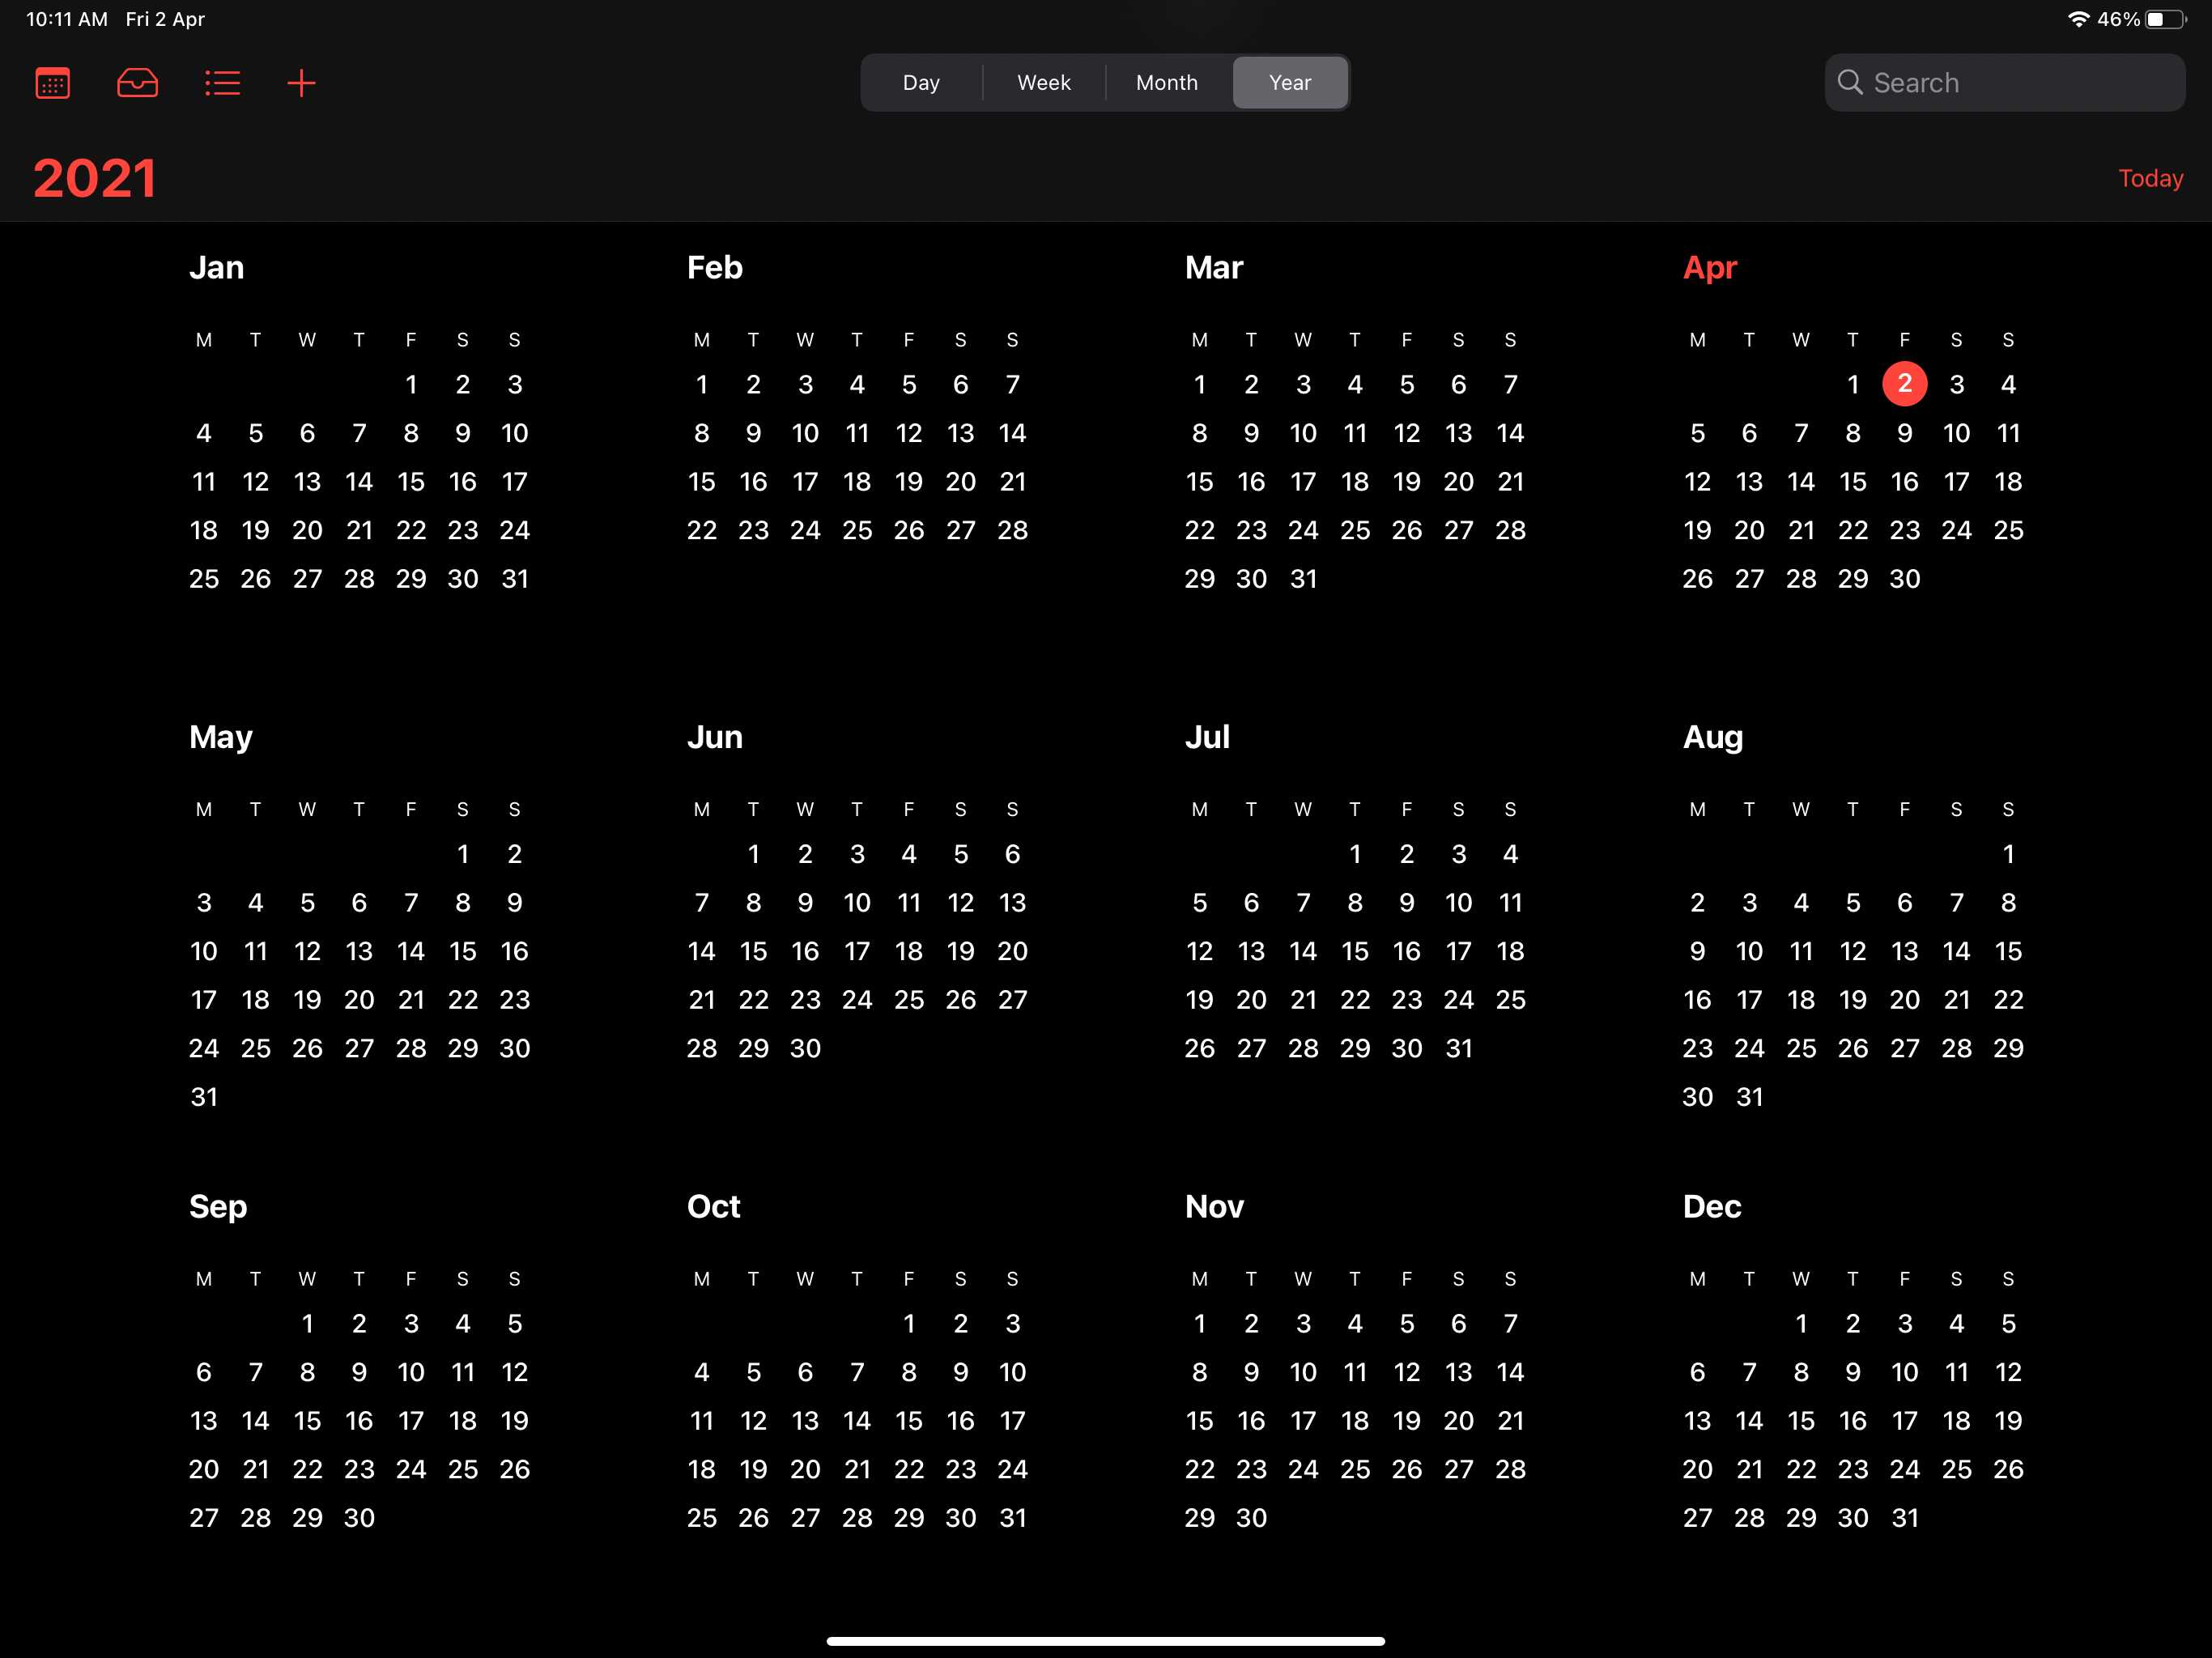 10:11 AM Fri 2 Apr 46%
Day Week Month Year Search
2021 Today
Jan Feb Mar Apr
M T W T F S S M T W T F S S M T W T F S S M T W T F S S
1 2 3 1 2 3 4 5 6 7 1 2 3 4 5 6 7 1 2 3 4
4 5 6 7 8 9 10 8 9 10 11 12 13 14 8 9 10 11 12 13 14 5 6 7 8 9 10 11
11 12 13 14 15 16 17 15 16 17 18 19 20 21 15 16 17 18 19 20 21 12 13 14 15 16 17 18
18 19 20 21 22 23 24 22 23 24 25 26 27 28 22 23 24 25 26 27 28 19 20 21 22 23 24 25
25 26 27 28 29 30 31 29 30 31 26 27 28 29 30
May Jun Jul Aug
M T W T F S S M T W T F S S M T W T F S S M T W T F S S
1 2 1 2 3 4 5 6 1 2 3 4 1
3 4 5 6 7 8 9 7 8 9 10 11 12 13 5 6 7 8 9 10 11 2 3 4 5 6 7 8
10 11 12 13 14 15 16 14 15 16 17 18 19 20 12 13 14 15 16 17 18 9 10 11 12 13 14 15
17 18 19 20 21 22 23 21 22 23 24 25 26 27 19 20 21 22 23 24 25 16 17 18 19 20 21 22
24 25 26 27 28 29 30 28 29 30 26 27 28 29 30 31 23 24 25 26 27 28 29
31 30 31
Sep Oct Nov Dec
M T W T F S S M T W T F S S M T W T F S S M T W T F S S
1 2 3 4 5 1 2 3 1 2 3 4 5 6 7 1 2 3 4 5
6 7 8 9 10 11 12 4 5 6 7 8 9 10 8 9 10 11 12 13 14 6 7 8 9 10 11 12
13 14 15 16 17 18 19 11 12 13 14 15 16 17 15 16 17 18 19 20 21 13 14 15 16 17 18 19
20 21 22 23 24 25 26 18 19 20 21 22 23 24 22 23 24 25 26 27 28 20 21 22 23 24 25 26
27 28 29 30 25 26 27 28 29 30 31 29 30 27 28 29 30 31